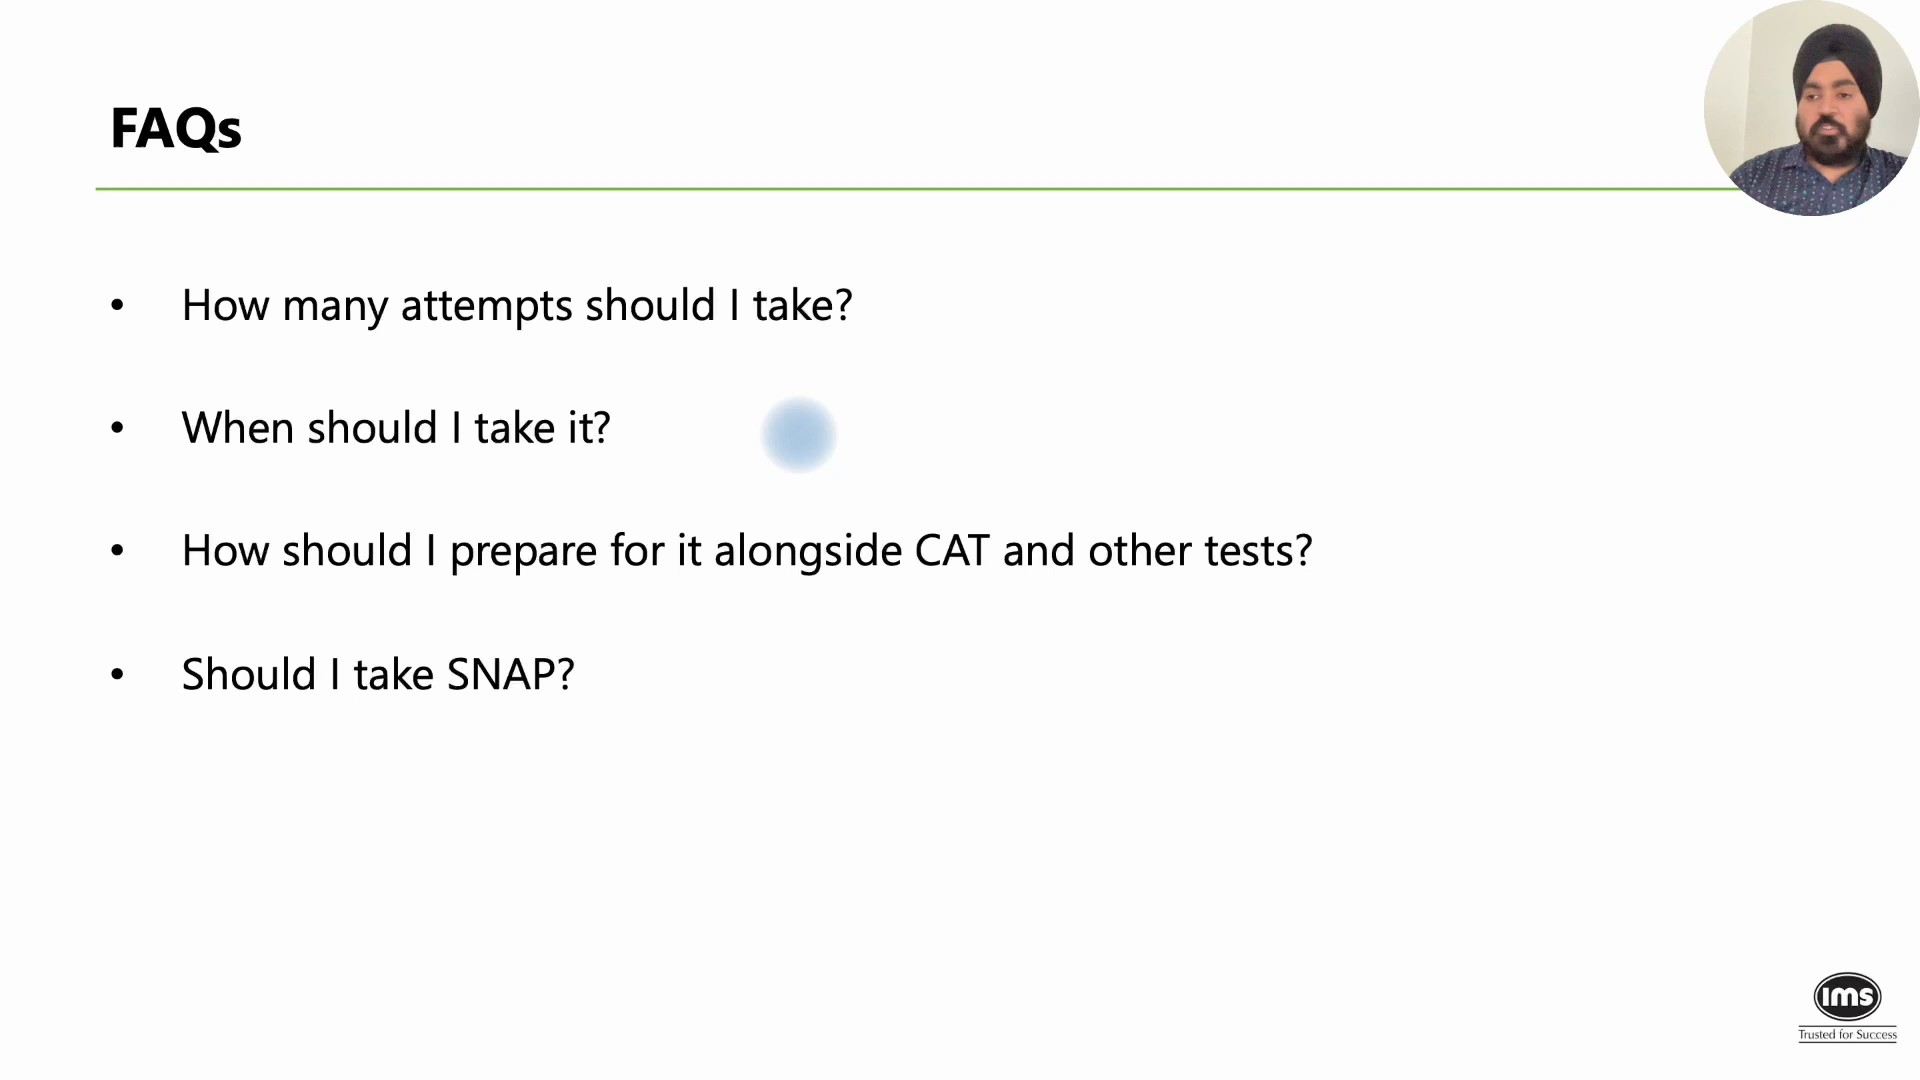 FAQs
• How many attempts should I take?
• When should I take it?
• How should I prepare for it alongside CAT and other tests?
• Should I take SNAP?
ims
Trusted for Success